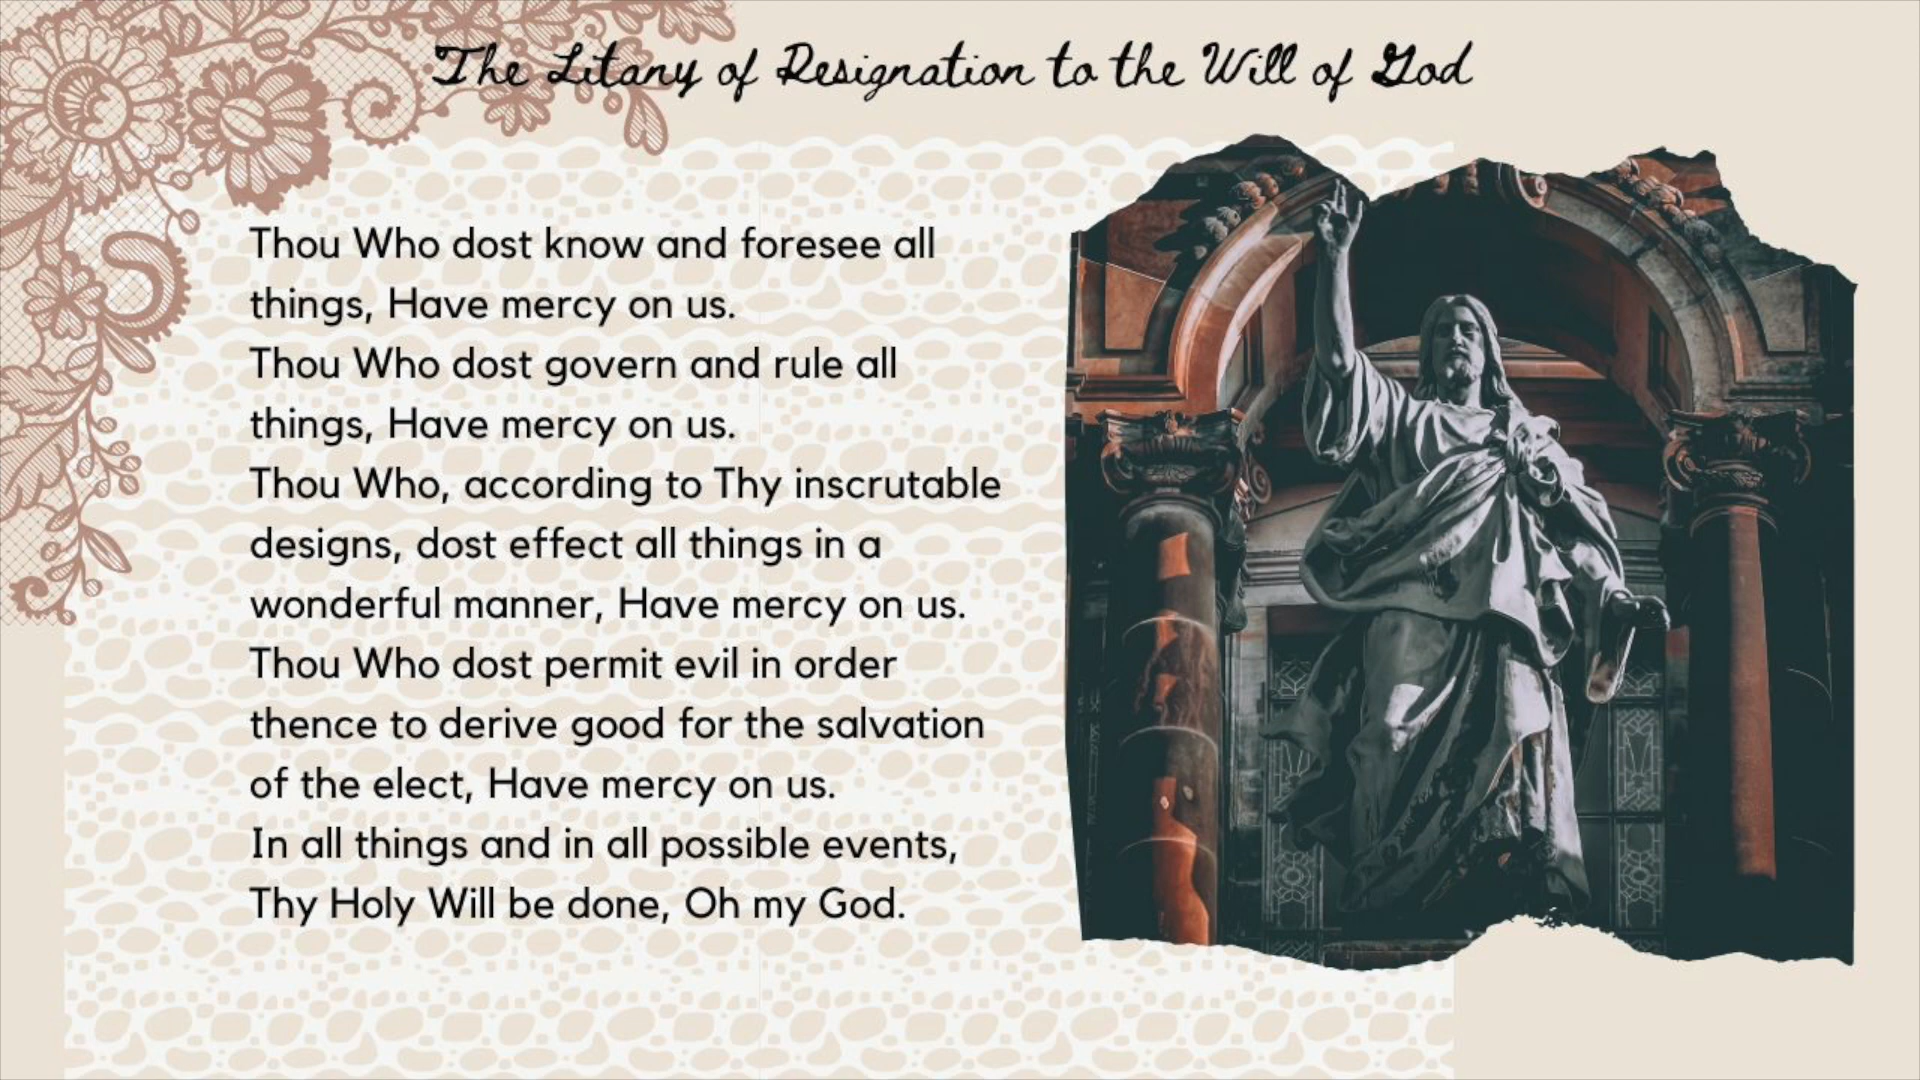 The Litany of Resignation to the Will of God
Thou Who dost know and foresee all
things, Have mercy on us.
Thou Who dost govern and rule all
things, Have mercy on us.
Thou Who, according to Thy inscrutable
designs, dost effect all things in a
wonderful manner, Have mercy on us.
Thou Who dost permit evil in order
thence to derive good for the salvation
of the elect, Have mercy on us.
In all things and in all possible events,
Thy Holy Will be done, Oh my God.